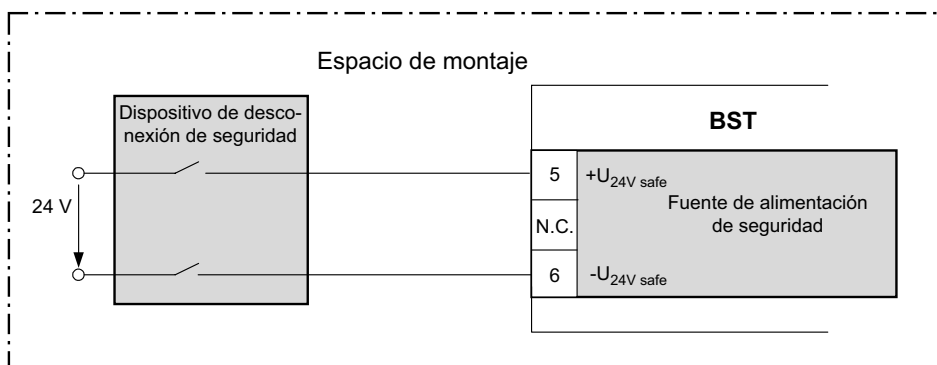 Espacio de montaje
Dispositivo de desco-
nexión de seguridad
BST
24 V
5
+U24V safe
N.C.
Fuente de alimentación
de seguridad
6
-U24V safe